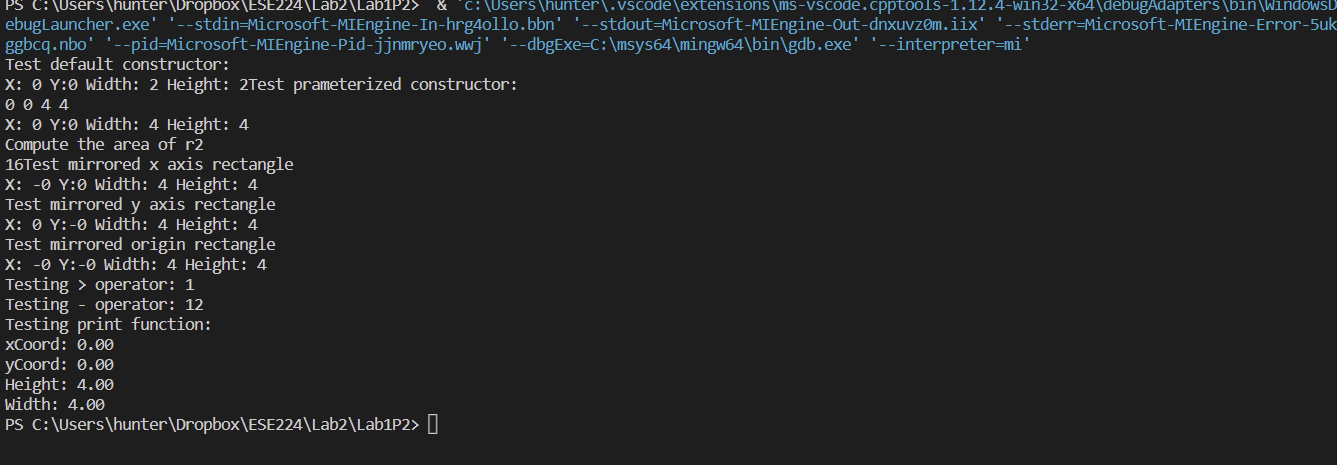 PS C:\Users\hunter\Dropbox\ESE224\Lab2\Lab1P2>  & 'c:\Users\hunter\.vscode\extensions\ms-vscode.cpptools-1.12.4-win32-x64\debugAdapters\bin\WindowsD
ebugLauncher.exe' '--stdin=Microsoft-MIEngine-In-hrg4ollo.bbn' '--stdout=Microsoft-MIEngine-Out-dnxuvz0m.iix' '--stderr=Microsoft-MIEngine-Error-5uk
ggbcq.nbo' '--pid=Microsoft-MIEngine-Pid-jjnmryeo.wwj' '--dbgExe=C:\msys64\mingw64\bin\gdb.exe' '--interpreter=mi'
Test default constructor:
X: 0 Y:0 Width: 2 Height: 2Test prameterized constructor:
0 0 4 4
X: 0 Y:0 Width: 4 Height: 4
Compute the area of r2
16Test mirrored x axis rectangle
X: -0 Y:0 Width: 4 Height: 4
Test mirrored y axis rectangle
X: 0 Y:-0 Width: 4 Height: 4
Test mirrored origin rectangle
X: -0 Y:-0 Width: 4 Height: 4
Testing > operator: 1
Testing - operator: 12
Testing print function:
xCoord: 0.00
yCoord: 0.00
Height: 4.00
Width: 4.00
PS C:\Users\hunter\Dropbox\ESE224\Lab2\Lab1P2>